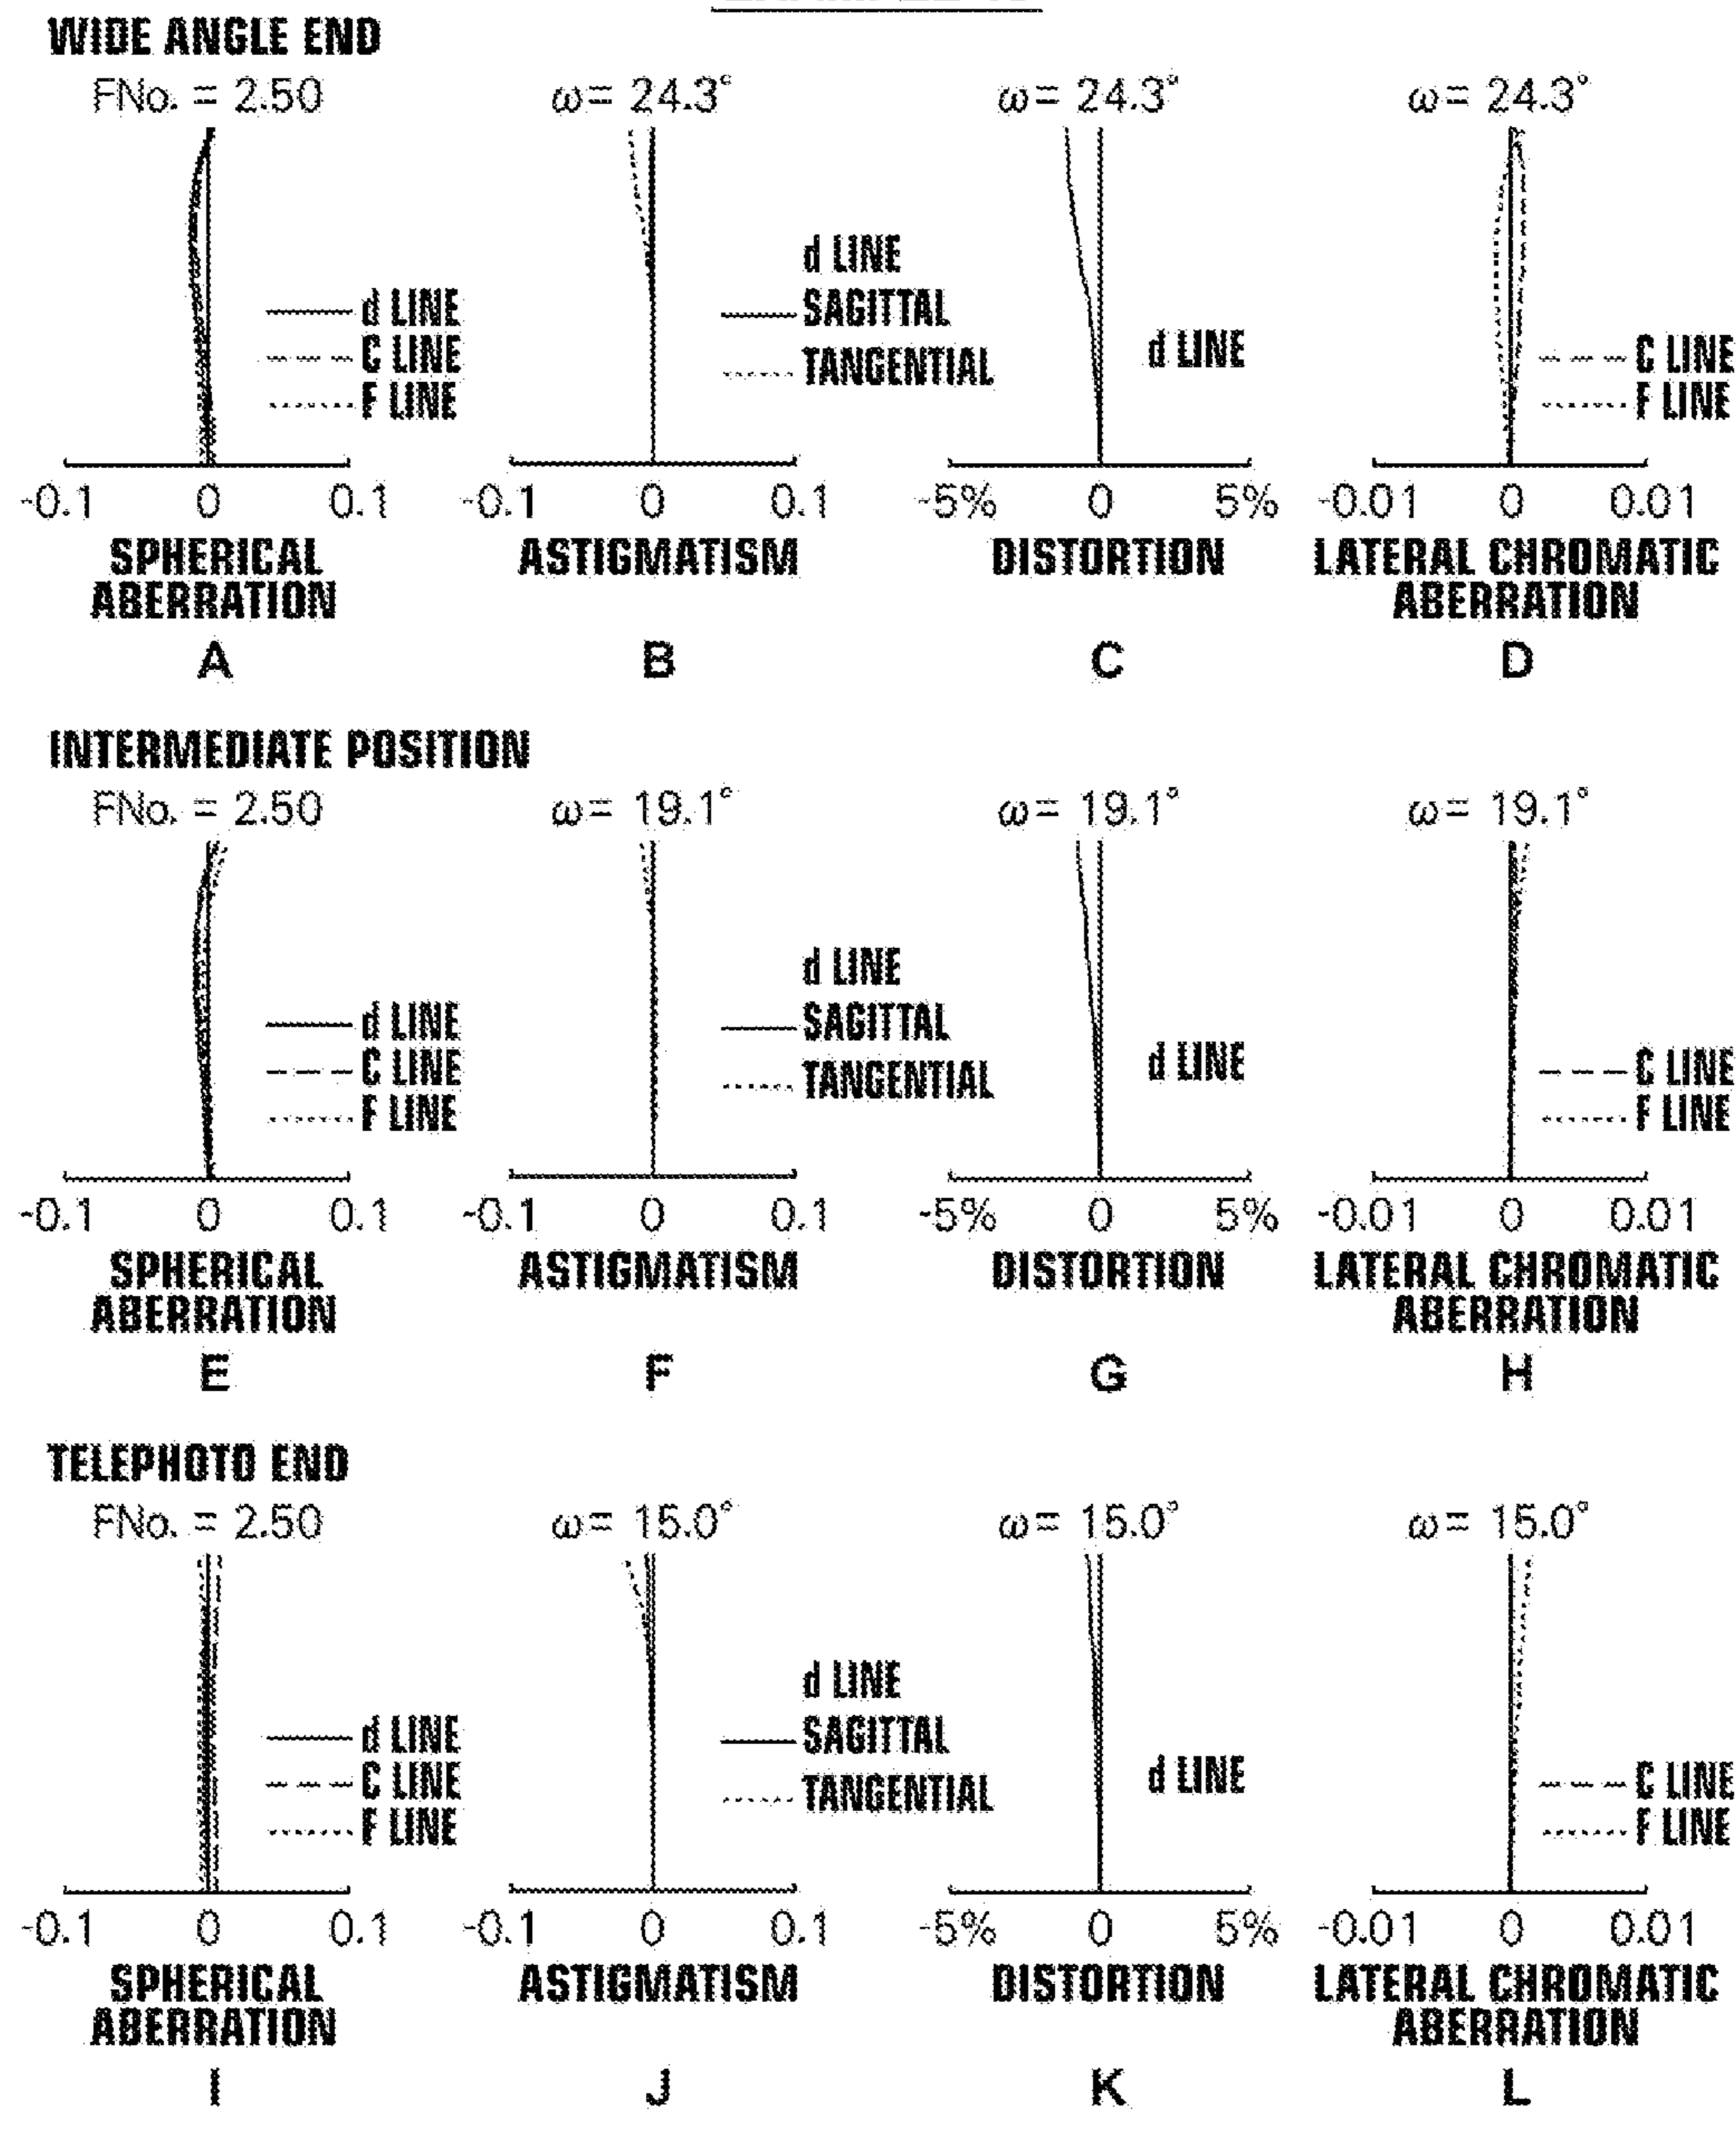 WIDE ANGLE END
FNo. = 2.50
ω= 24.3°
ω= 24.3°
ω= 24.3°
d LINE
C LINE
F LINE
d LINE
SAGITTAL
TANGENTIAL
d LINE
C LINE
F LINE
-0.1 0 0.1
-0.1 0 0.1
-5% 0 5%
-0.01 0 0.01
SPHERICAL
ABERRATION
ASTIGMATISM
DISTORTION
LATERAL CHROMATIC
ABERRATION
A
B
C
D
INTERMEDIATE POSITION
FNo. = 2.50
ω= 19.1°
ω= 19.1°
ω= 19.1°
d LINE
C LINE
F LINE
d LINE
SAGITTAL
TANGENTIAL
d LINE
C LINE
F LINE
-0.1 0 0.1
-0.1 0 0.1
-5% 0 5%
-0.01 0 0.01
SPHERICAL
ABERRATION
ASTIGMATISM
DISTORTION
LATERAL CHROMATIC
ABERRATION
E
F
G
H
TELEPHOTO END
FNo. = 2.50
ω= 15.0°
ω= 15.0°
ω= 15.0°
d LINE
C LINE
F LINE
d LINE
SAGITTAL
TANGENTIAL
d LINE
C LINE
F LINE
-0.1 0 0.1
-0.1 0 0.1
-5% 0 5%
-0.01 0 0.01
SPHERICAL
ABERRATION
ASTIGMATISM
DISTORTION
LATERAL CHROMATIC
ABERRATION
I
J
K
L